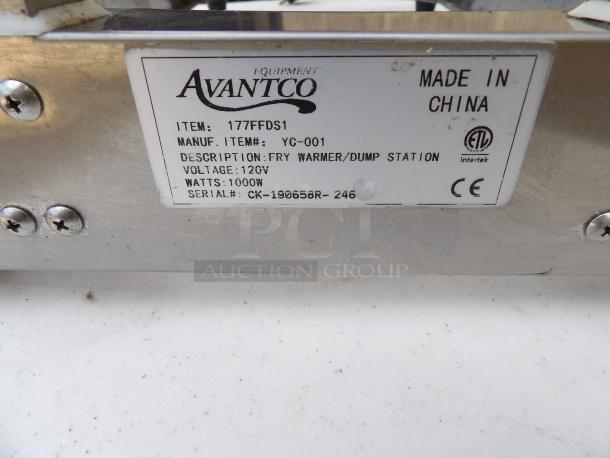 EQUIPMENT
AVANTCO
MADE IN
CHINA
ITEM: 177FFDS1
MANUF. ITEM#: YC-001
DESCRIPTION:FRY WARMER/DUMP STATION
VOLTAGE:120V
WATTS:1000W
SERIAL#: CK-190658R-246
ETL
Intertek
CE
PCI
AUCTION GROUP